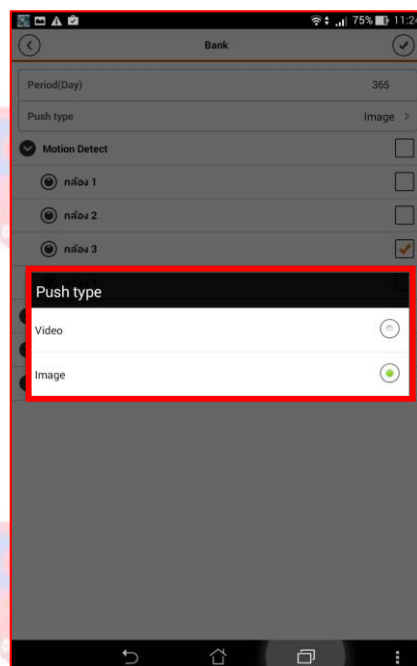 75% 11:24
Bank
Period(Day) 365
Push type Image >
Motion Detect
กล้อง 1
กล้อง 2
กล้อง 3
Push type
Video
Image